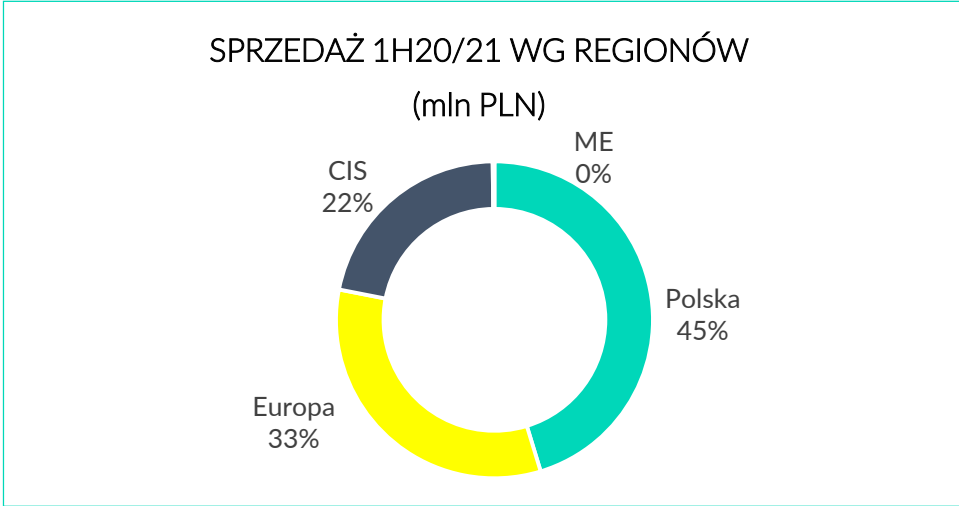 SPRZEDAŻ 1H20/21 WG REGIONÓW
(mln PLN)
ME
0%
CIS
22%
Polska
45%
Europa
33%